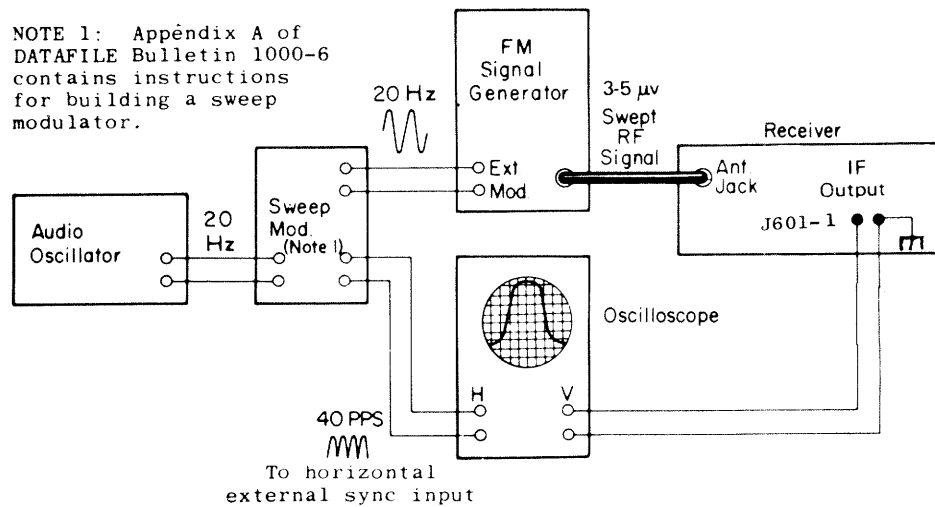 NOTE 1: Appendix A of
DATAFILE Bulletin 1000-6
contains instructions
for building a sweep
modulator.
Audio
Oscillator
20
Hz
Sweep
Mod.
(Note 1)
20 Hz
FM
Signal
Generator
Ext.
Mod.
3-5 µv
Swept
RF
Signal
Receiver
Ant.
Jack
IF
Output
J601-1
Oscilloscope
H
V
40 PPS
To horizontal
external sync input